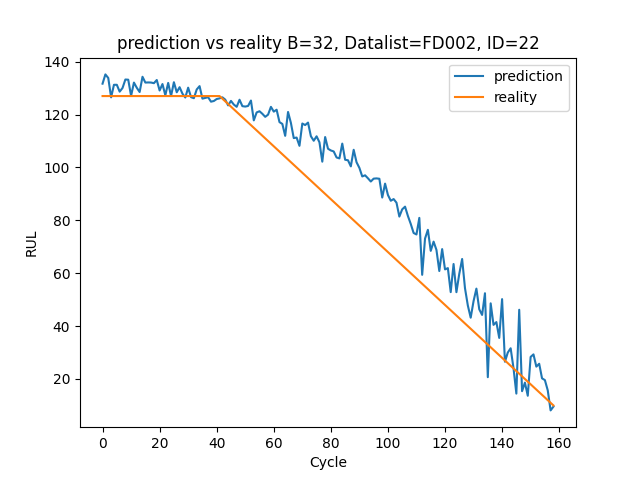 prediction vs reality B=32, Datalist=FD002, ID=22
prediction
reality
RUL
140
120
100
80
60
40
20
0 20 40 60 80 100 120 140 160
Cycle